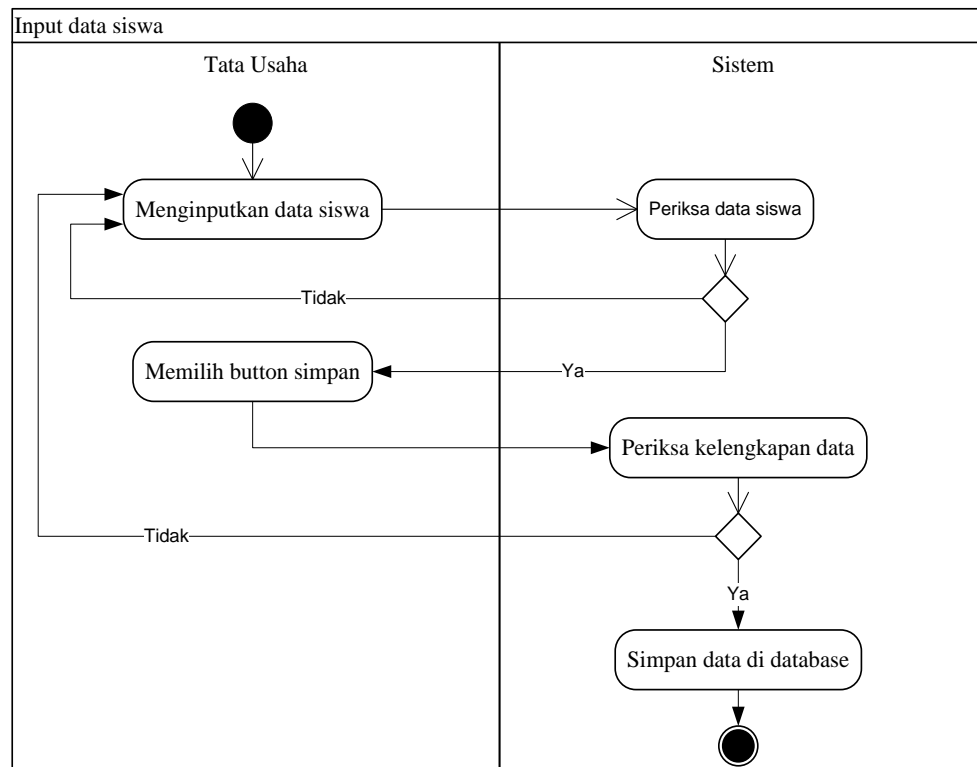 Input data siswa
Tata Usaha
Sistem
Menginputkan data siswa
Periksa data siswa
Tidak
Memilih button simpan
Ya
Periksa kelengkapan data
Tidak
Ya
Simpan data di database